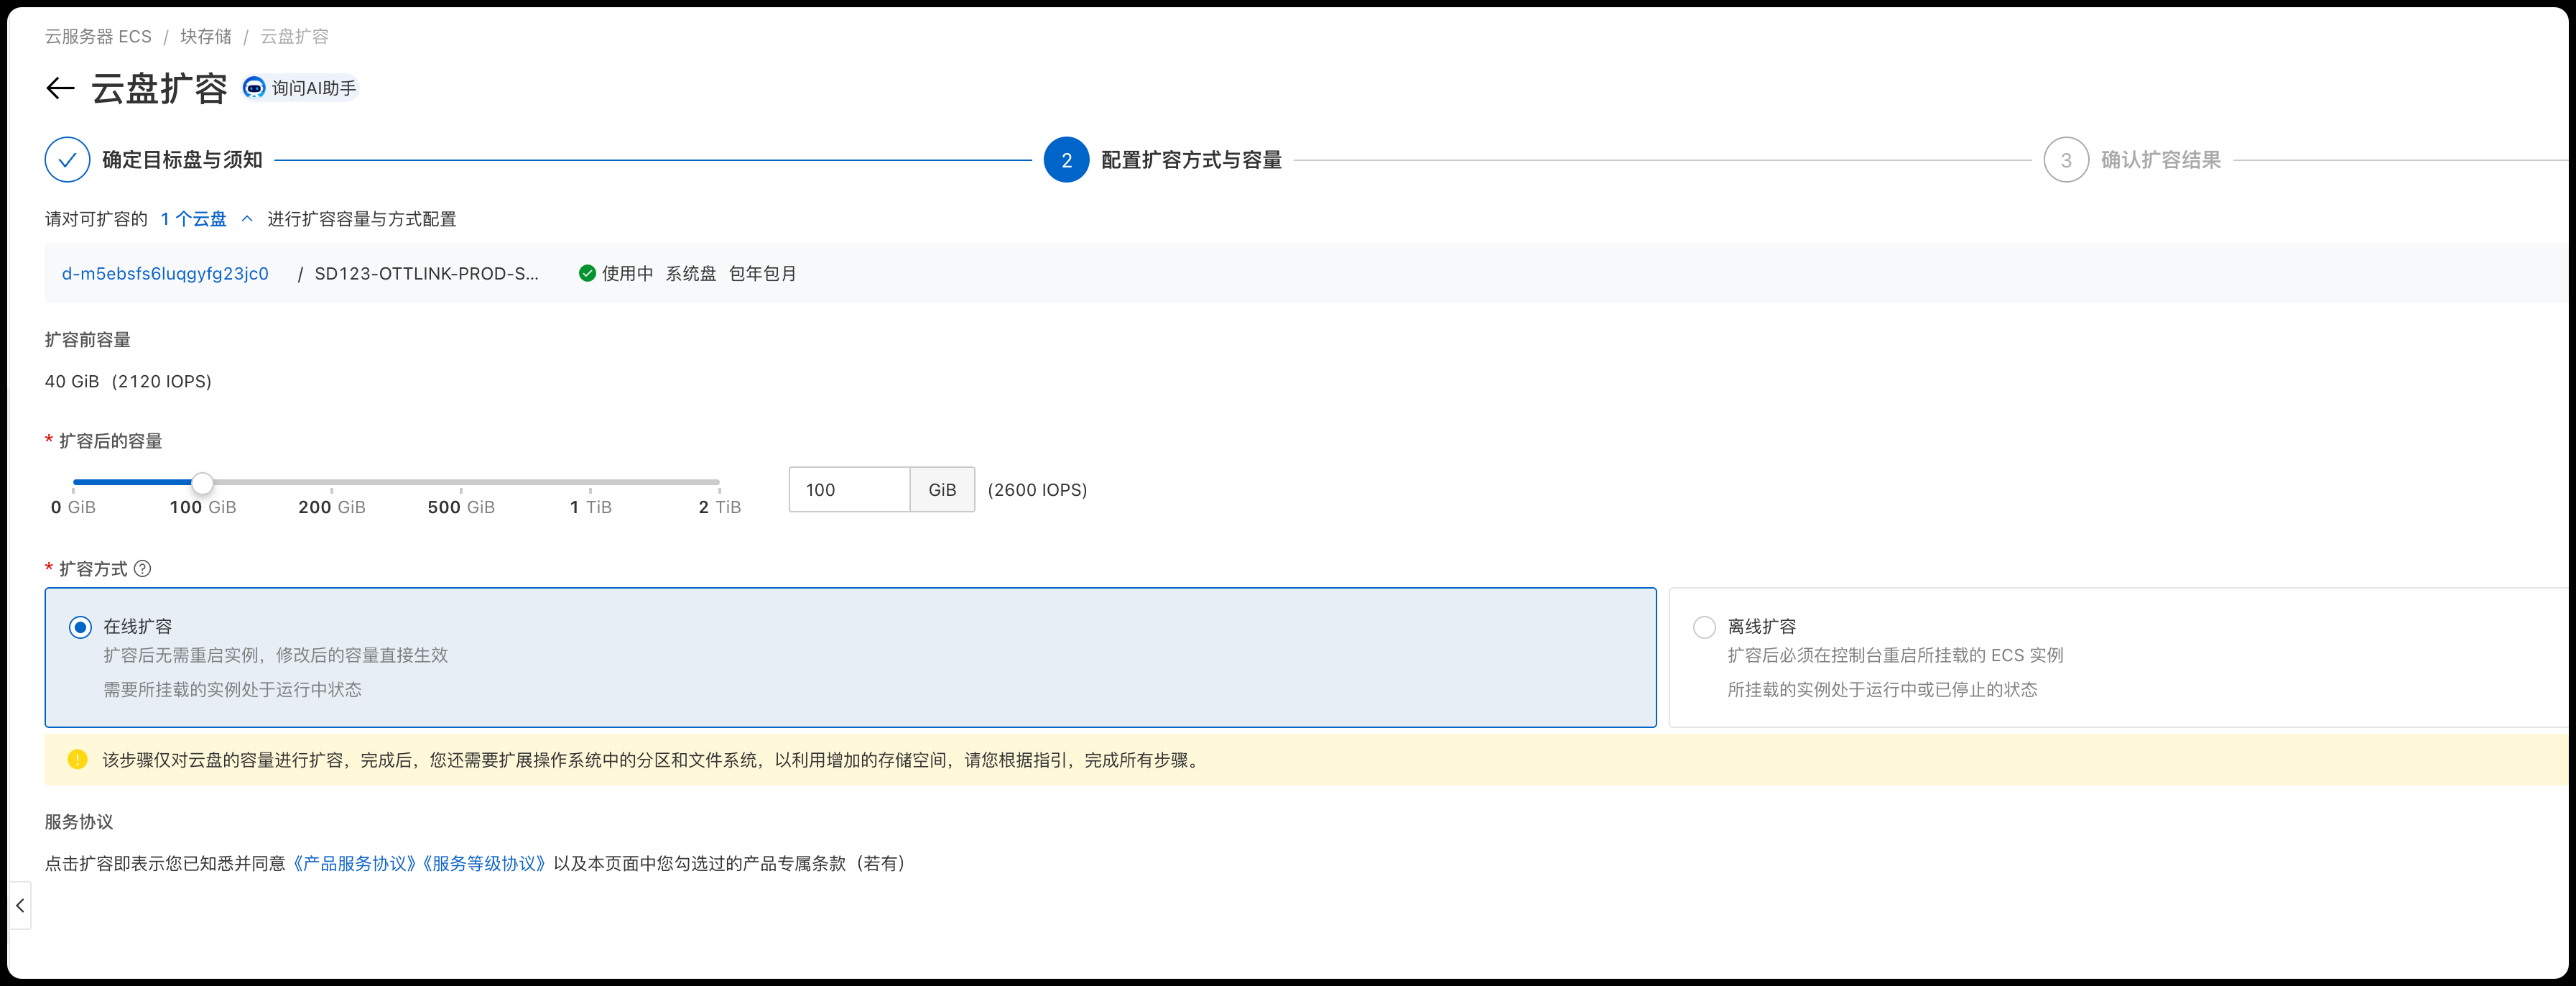 云服务器 ECS / 块存储 / 云盘扩容
云盘扩容 询问AI助手
确定目标盘与须知 2 配置扩容方式与容量 3 确认扩容结果
请对可扩容的 1 个云盘 进行扩容容量与方式配置
d-m5ebsfs6luqgyfg23jc0 / SD123-OTTLINK-PROD-S... 使用中 系统盘 包年包月
扩容前容量
40 GiB (2120 IOPS)
* 扩容后的容量
100 GiB (2600 IOPS)
0 GiB 100 GiB 200 GiB 500 GiB 1 TiB 2 TiB
* 扩容方式 ?
在线扩容
扩容后无需重启实例，修改后的容量直接生效
需要所挂载的实例处于运行中状态
离线扩容
扩容后必须在控制台重启所挂载的 ECS 实例
所挂载的实例处于运行中或已停止的状态
该步骤仅对云盘的容量进行扩容，完成后，您还需要扩展操作系统中的分区和文件系统，以利用增加的存储空间，请您根据指引，完成所有步骤。
服务协议
点击扩容即表示您已知悉并同意《产品服务协议》《服务等级协议》以及本页面中您勾选过的产品专属条款（若有）